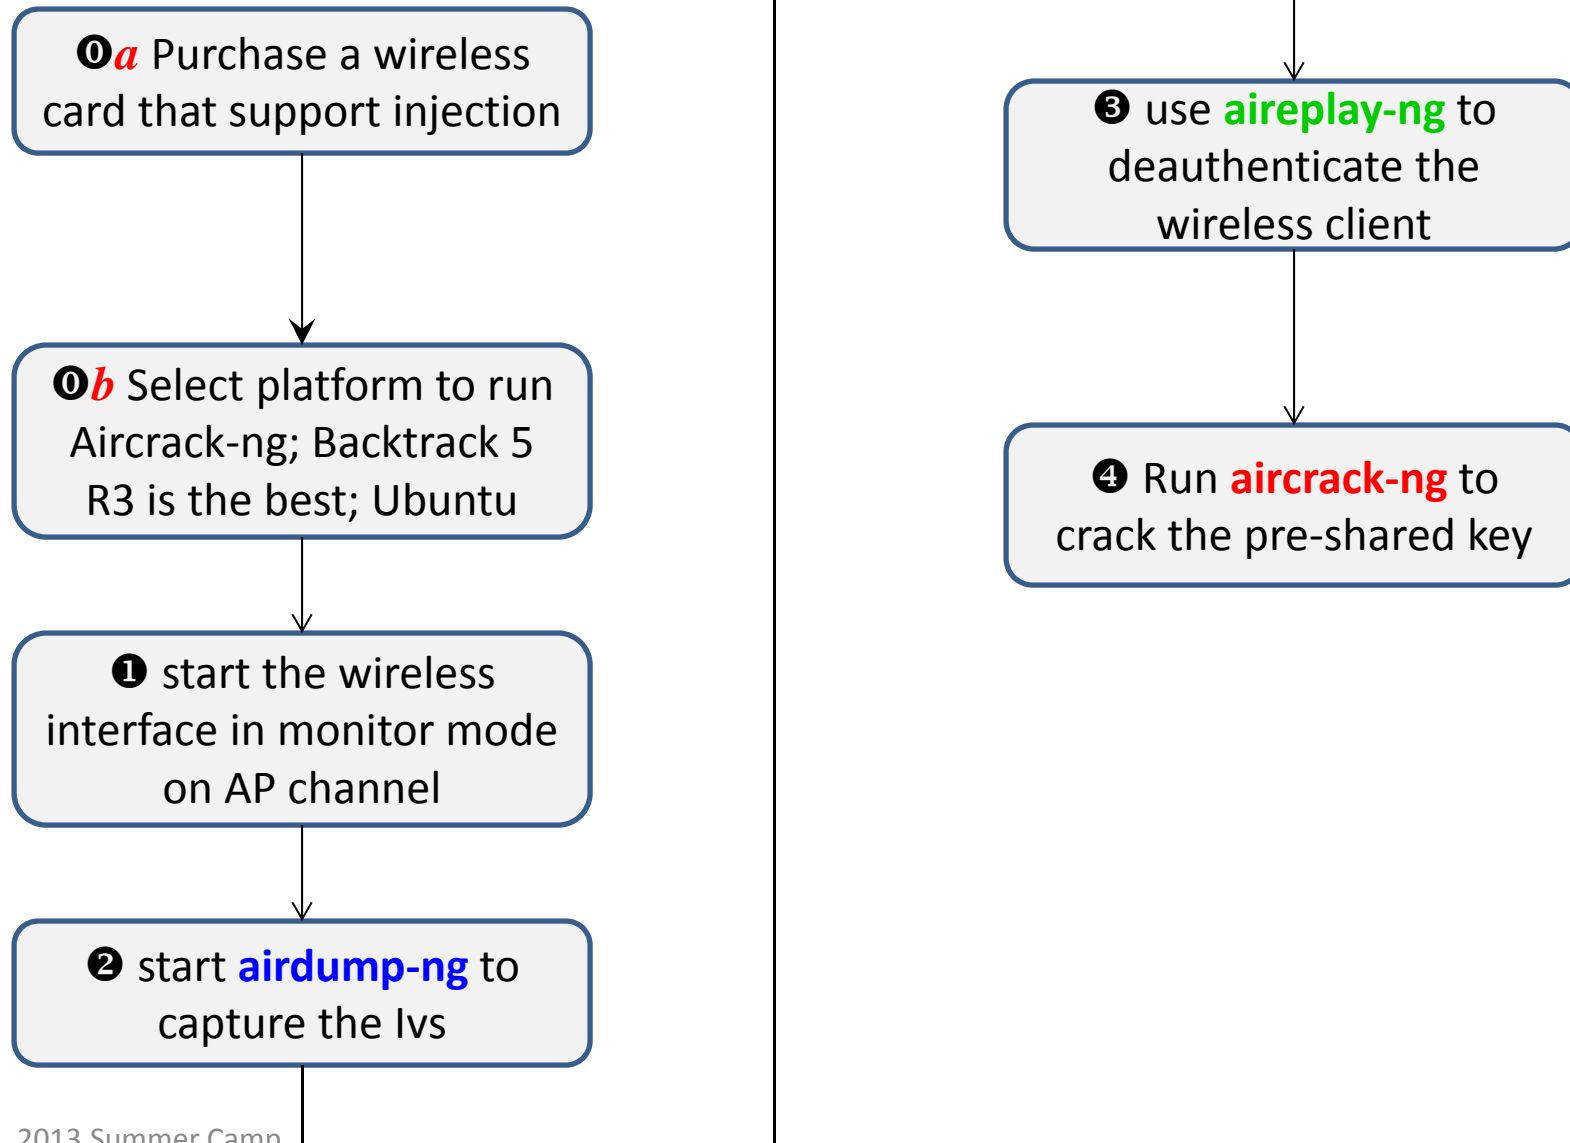 ⓿a Purchase a wireless
card that support injection
⓿b Select platform to run
Aircrack-ng; Backtrack 5
R3 is the best; Ubuntu
❶ start the wireless
interface in monitor mode
on AP channel
❷ start airdump-ng to
capture the Ivs
2013 Summer Camp
❸ use aireplay-ng to
deauthenticate the
wireless client
❹ Run aircrack-ng to
crack the pre-shared key